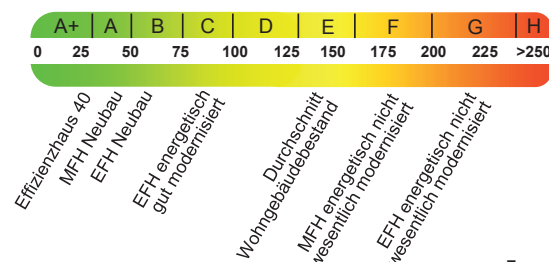 A+ A B C D E F G H
0 25 50 75 100 125 150 175 200 225 >250
Effizienzhaus 40
MFH Neubau
EFH Neubau
EFH energetisch
gut modernisiert
Durchschnitt
Wohngebäudebestand
MFH energetisch nicht
wesentlich modernisiert
EFH energetisch nicht
wesentlich modernisiert